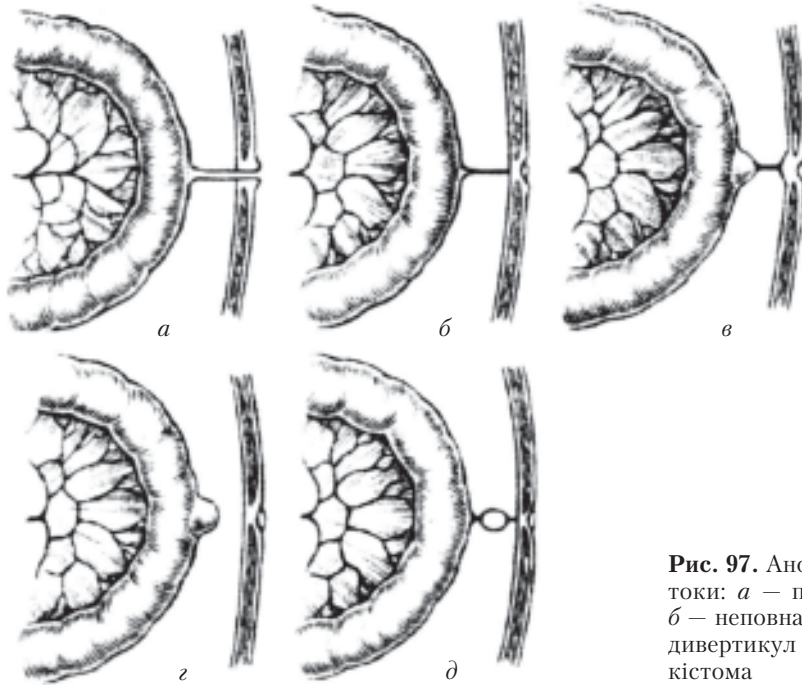 а
б
в
г
д
Рис. 97. Ано
токи: а — п
б — неповна
дивертикул
кістома